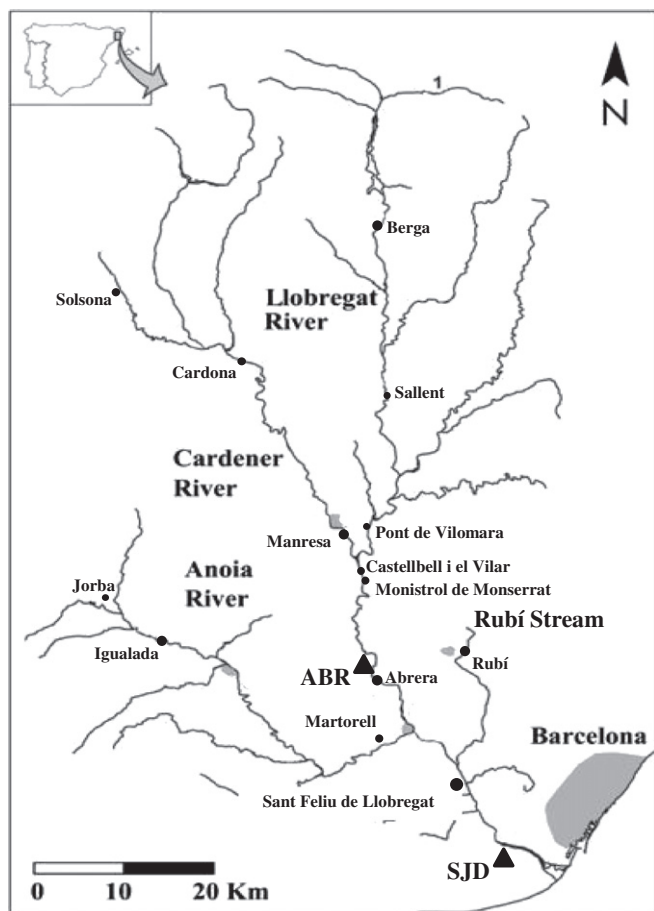 1
N
Berga
Solsona
Llobregat
River
Cardona
Sallent
Cardener
River
Pont de Vilomara
Manresa
Castellbell i el Vilar
Monistrol de Monserrat
Anoia
River
Jorba
Rubí Stream
Igualada
Rubí
ABR
Abrera
Martorell
Barcelona
Sant Feliu de Llobregat
SJD
0 10 20 Km